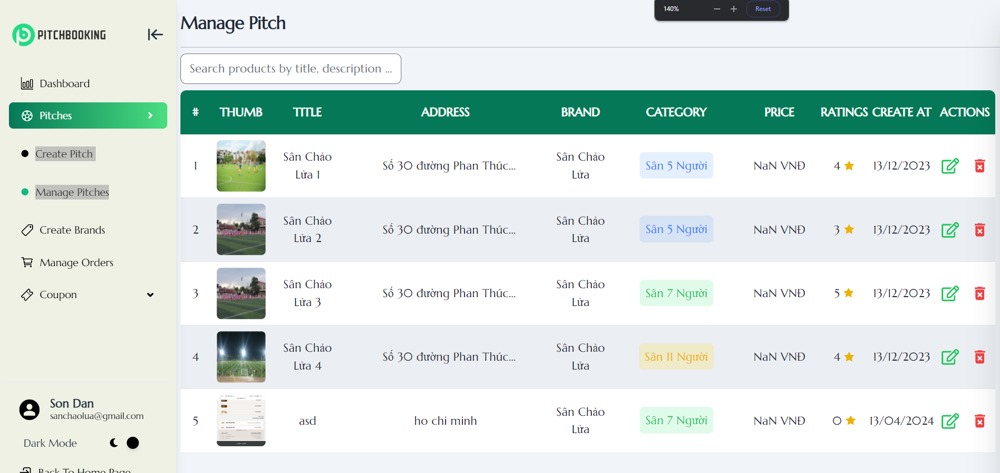 140%
Reset
PITCHBOOKING
Dashboard
Pitches
Create Pitch
Manage Pitches
Create Brands
Manage Orders
Coupon
Son Dan
sanchaolua@gmail.com
Dark Mode
Back To Home Page
Manage Pitch
Search products by title, description ...
# THUMB TITLE ADDRESS BRAND CATEGORY PRICE RATINGS CREATE AT ACTIONS
1 Sân Chảo Lửa 1 Số 30 đường Phan Thúc... Sân Chảo Lửa Sân 5 Người NaN VNĐ 4 13/12/2023
2 Sân Chảo Lửa 2 Số 30 đường Phan Thúc... Sân Chảo Lửa Sân 5 Người NaN VNĐ 3 13/12/2023
3 Sân Chảo Lửa 3 Số 30 đường Phan Thúc... Sân Chảo Lửa Sân 7 Người NaN VNĐ 5 13/12/2023
4 Sân Chảo Lửa 4 Số 30 đường Phan Thúc... Sân Chảo Lửa Sân 11 Người NaN VNĐ 4 13/12/2023
5 asd ho chi minh Sân Chảo Lửa Sân 7 Người NaN VNĐ 0 13/04/2024